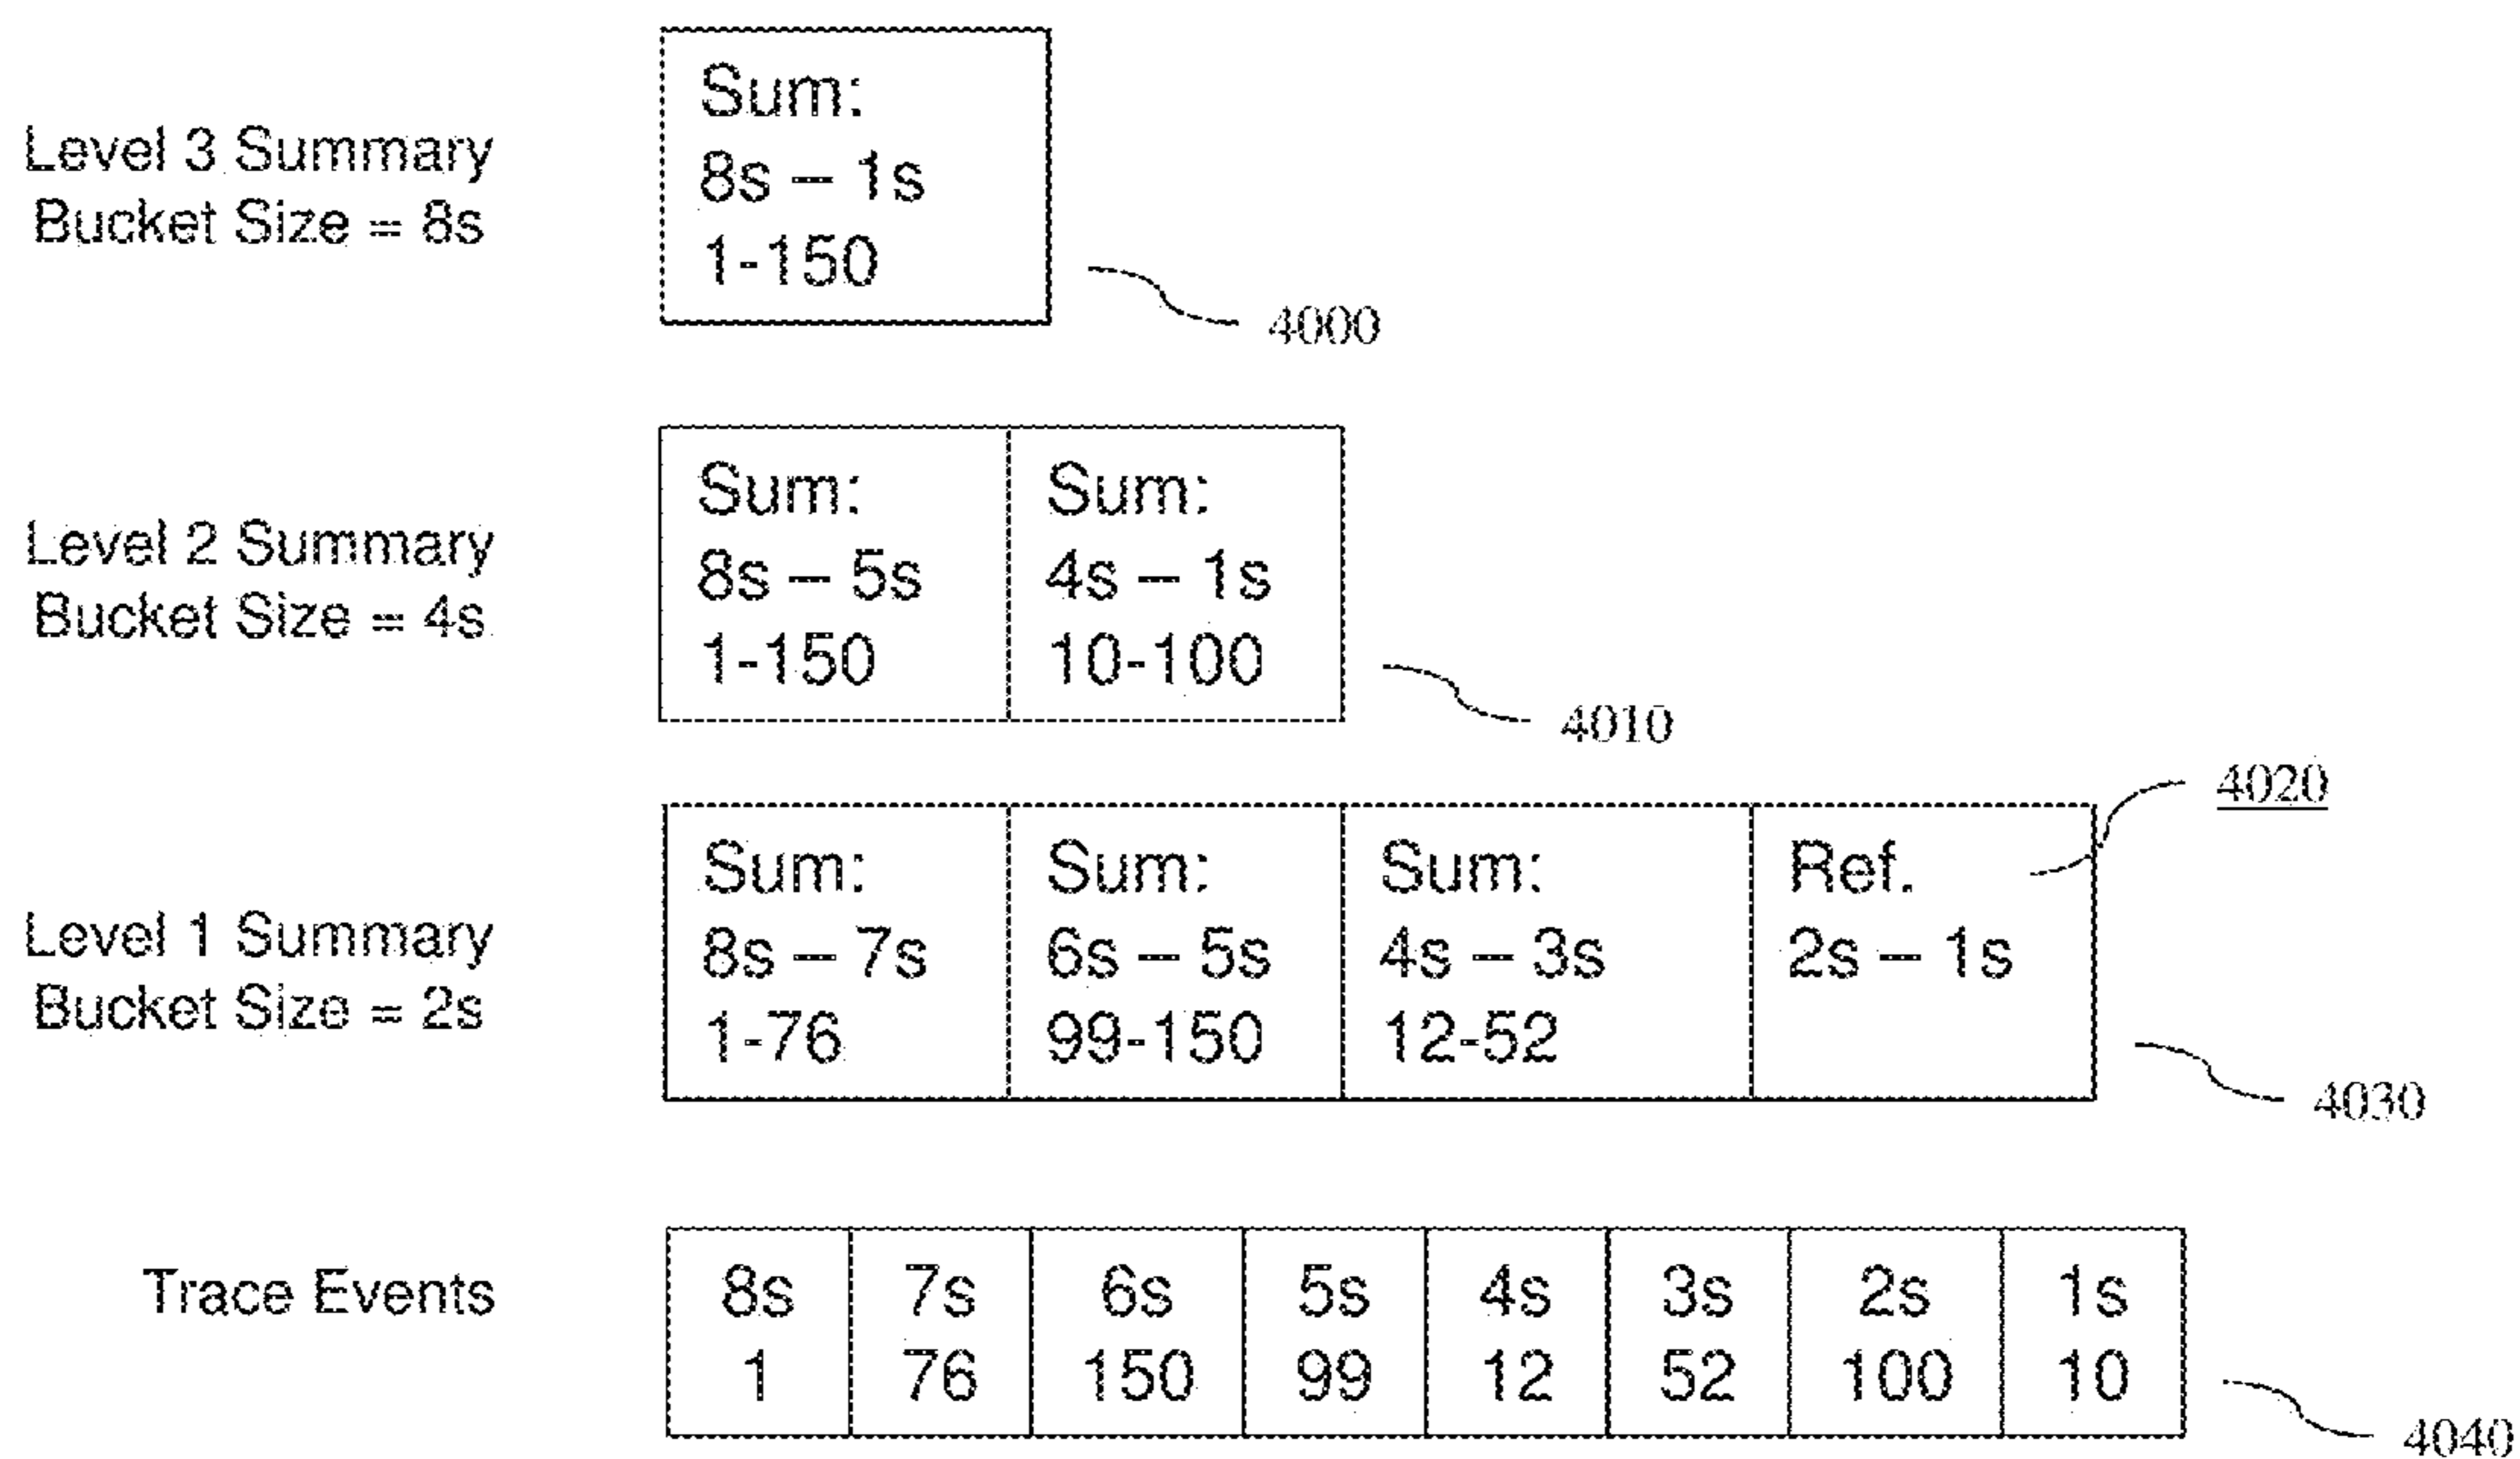 Level 3 Summary
Bucket Size = 8s
Sum:
8s – 1s
1-150
4000
Level 2 Summary
Bucket Size = 4s
Sum:
8s – 5s
1-150
Sum:
4s – 1s
10-100
4010
4020
Level 1 Summary
Bucket Size = 2s
Sum:
8s – 7s
1-76
Sum:
6s – 5s
99-150
Sum:
4s – 3s
12-52
Ref.
2s – 1s
4030
Trace Events
8s
1
7s
76
6s
150
5s
99
4s
12
3s
52
2s
100
1s
10
4040